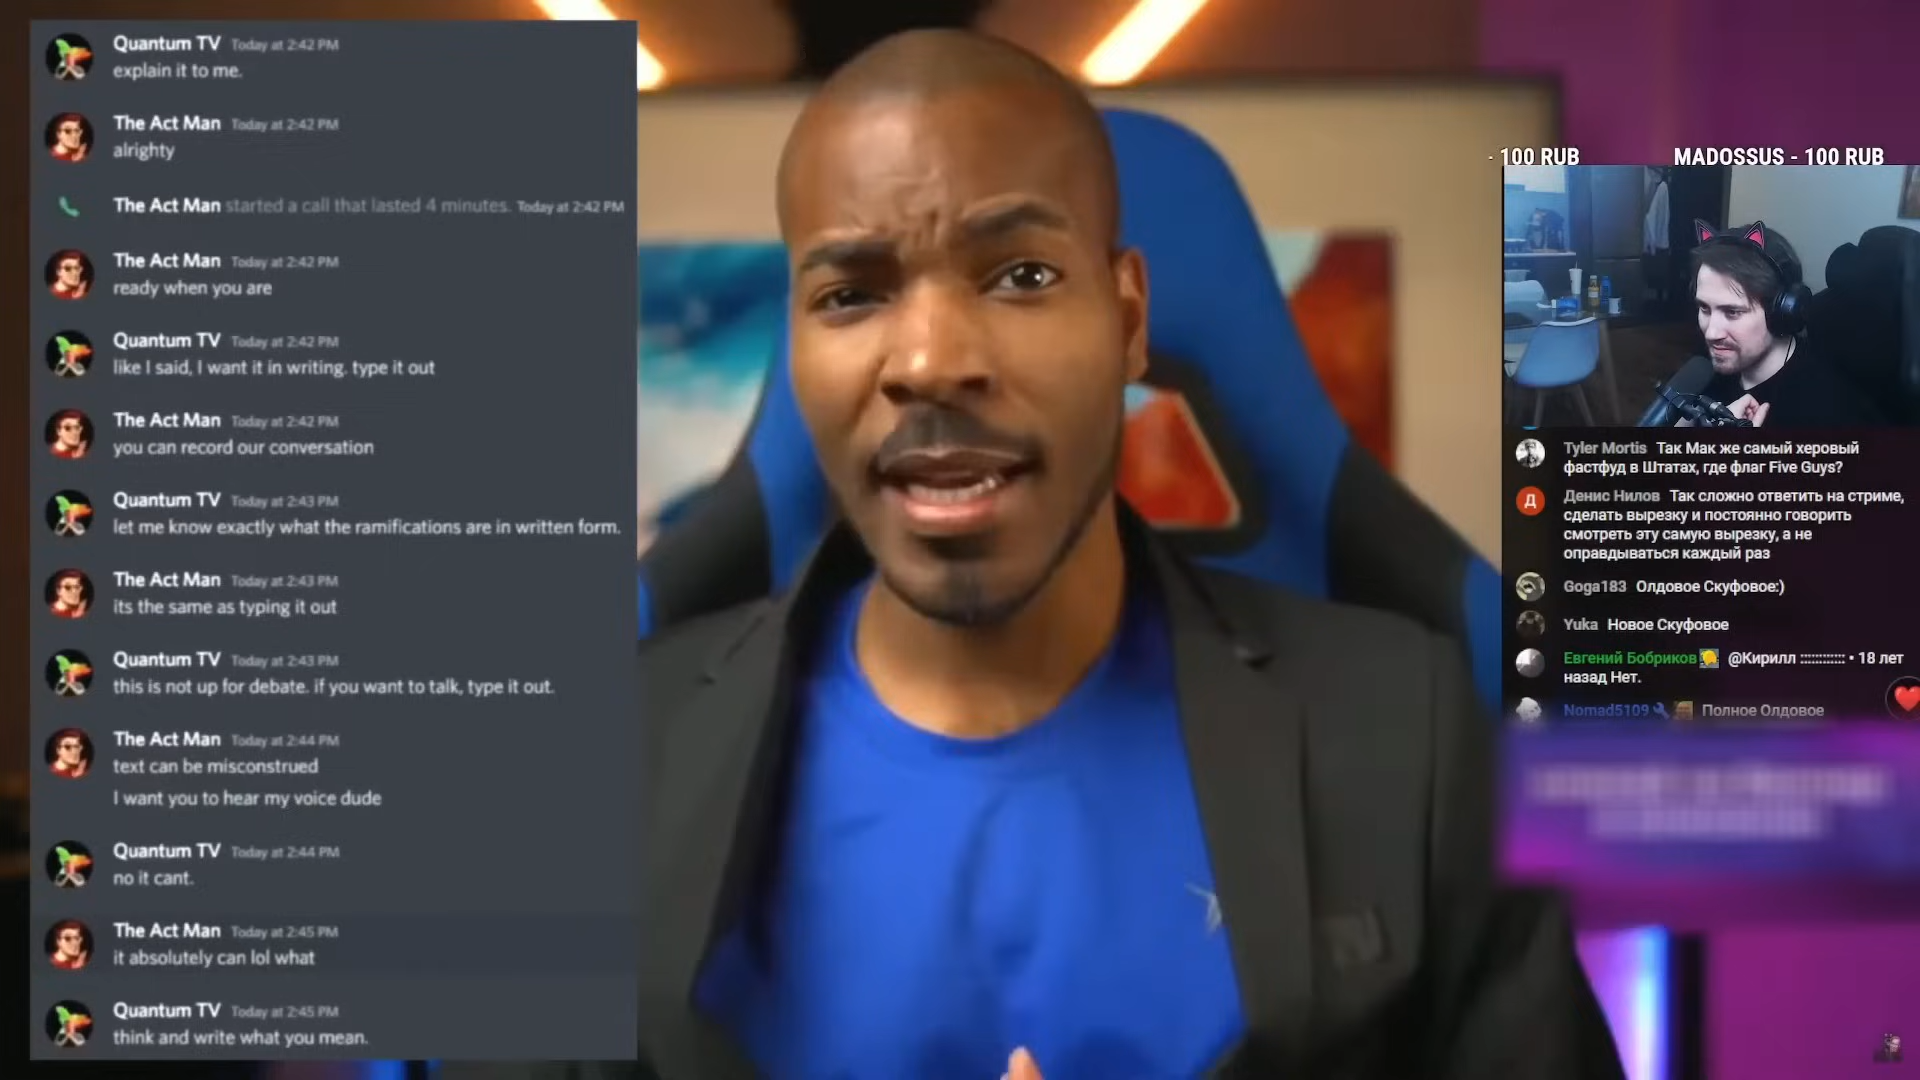 Quantum TV Today at 2:42 PM
explain it to me.
The Act Man Today at 2:42 PM
alrighty
The Act Man started a call that lasted 4 minutes. Today at 2:42 PM
The Act Man Today at 2:42 PM
ready when you are
Quantum TV Today at 2:42 PM
like I said, I want it in writing. type it out
The Act Man Today at 2:42 PM
you can record our conversation
Quantum TV Today at 2:43 PM
let me know exactly what the ramifications are in written form.
The Act Man Today at 2:43 PM
its the same as typing it out
Quantum TV Today at 2:43 PM
this is not up for debate. if you want to talk, type it out.
The Act Man Today at 2:44 PM
text can be misconstrued
I want you to hear my voice dude
Quantum TV Today at 2:44 PM
no it cant.
The Act Man Today at 2:45 PM
it absolutely can lol what
Quantum TV Today at 2:45 PM
think and write what you mean.
- 100 RUB MADOSSUS - 100 RUB
Tyler Mortis Так Мак же самый херовый
фастфуд в Штатах, где флаг Five Guys?
Д
Денис Нилов Так сложно ответить на стриме,
сделать вырезку и постоянно говорить
смотреть эту самую вырезку, а не
оправдываться каждый раз
Goga183 Олдовое Скуфовое:)
Yuka Новое Скуфовое
Евгений Бобриков @Кирилл :::::::::::: • 18 лет
назад Нет.
Nomad5109 Полное Олдовое